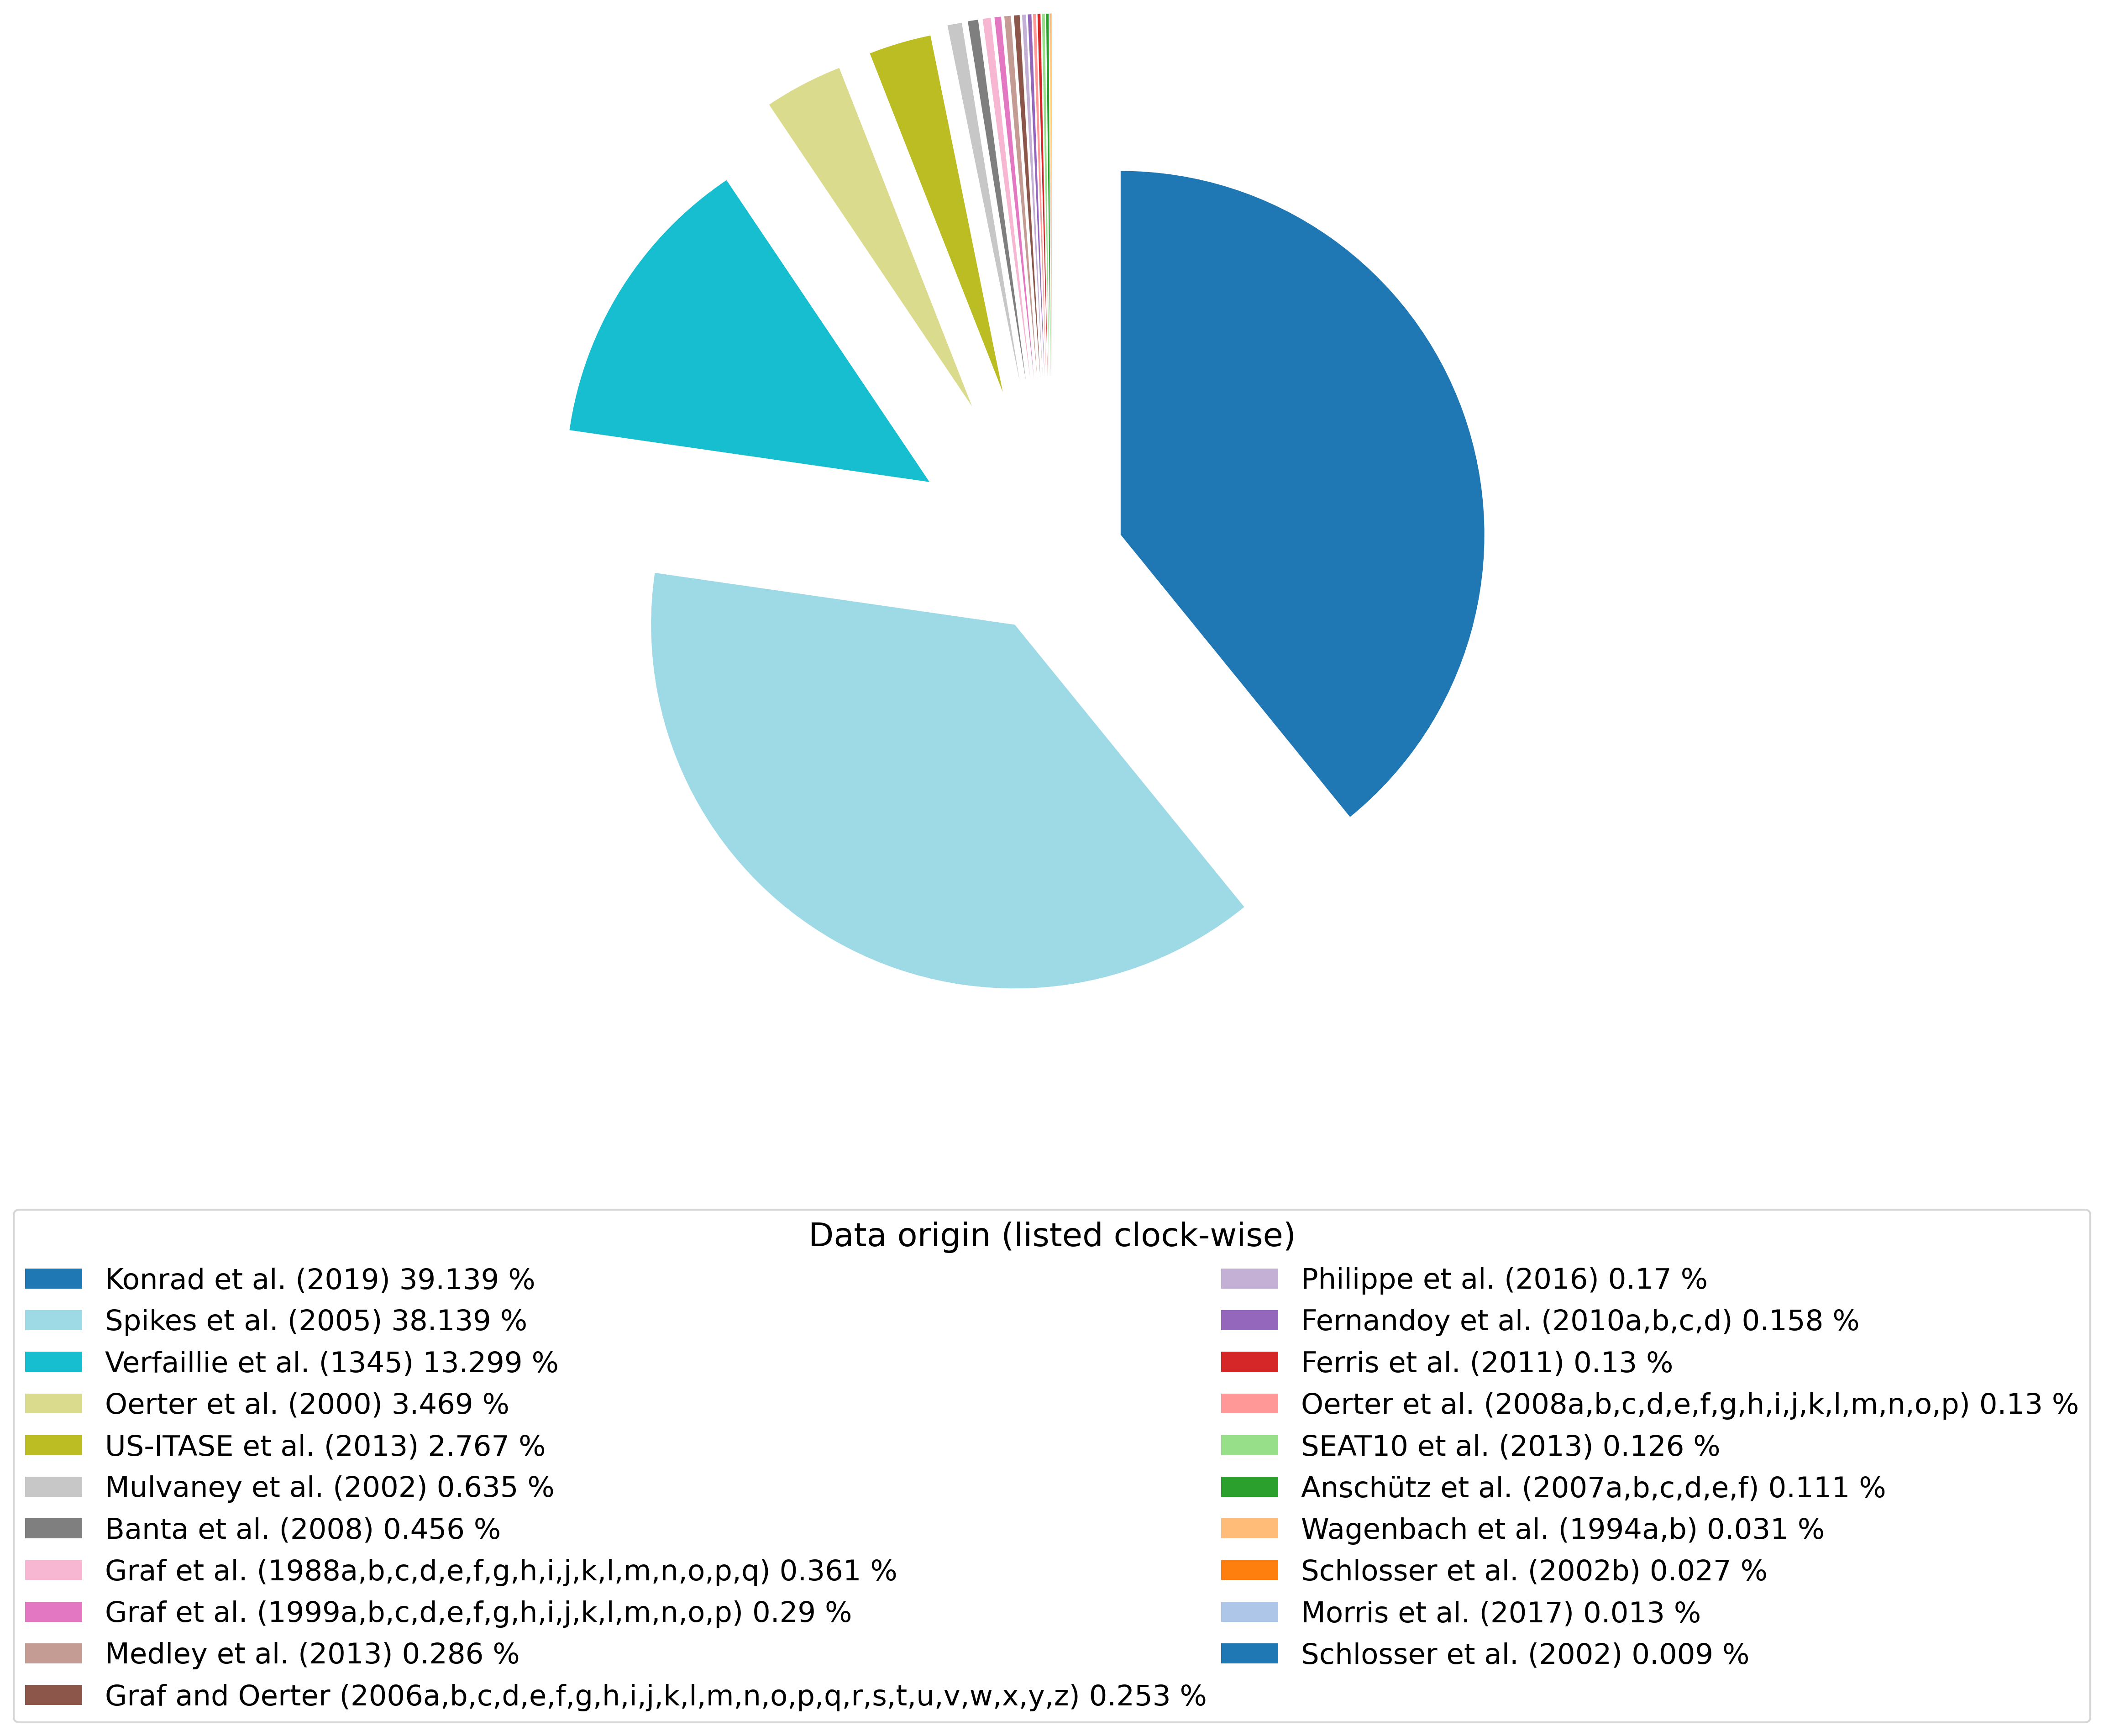 Data origin (listed clock-wise)
Konrad et al. (2019) 39.139 %
Spikes et al. (2005) 38.139 %
Verfaillie et al. (1345) 13.299 %
Oerter et al. (2000) 3.469 %
US-ITASE et al. (2013) 2.767 %
Mulvaney et al. (2002) 0.635 %
Banta et al. (2008) 0.456 %
Graf et al. (1988a,b,c,d,e,f,g,h,i,j,k,l,m,n,o,p,q) 0.361 %
Graf et al. (1999a,b,c,d,e,f,g,h,i,j,k,l,m,n,o,p) 0.29 %
Medley et al. (2013) 0.286 %
Graf and Oerter (2006a,b,c,d,e,f,g,h,i,j,k,l,m,n,o,p,q,r,s,t,u,v,w,x,y,z) 0.253 %
Philippe et al. (2016) 0.17 %
Fernandoy et al. (2010a,b,c,d) 0.158 %
Ferris et al. (2011) 0.13 %
Oerter et al. (2008a,b,c,d,e,f,g,h,i,j,k,l,m,n,o,p) 0.13 %
SEAT10 et al. (2013) 0.126 %
Anschütz et al. (2007a,b,c,d,e,f) 0.111 %
Wagenbach et al. (1994a,b) 0.031 %
Schlosser et al. (2002b) 0.027 %
Morris et al. (2017) 0.013 %
Schlosser et al. (2002) 0.009 %